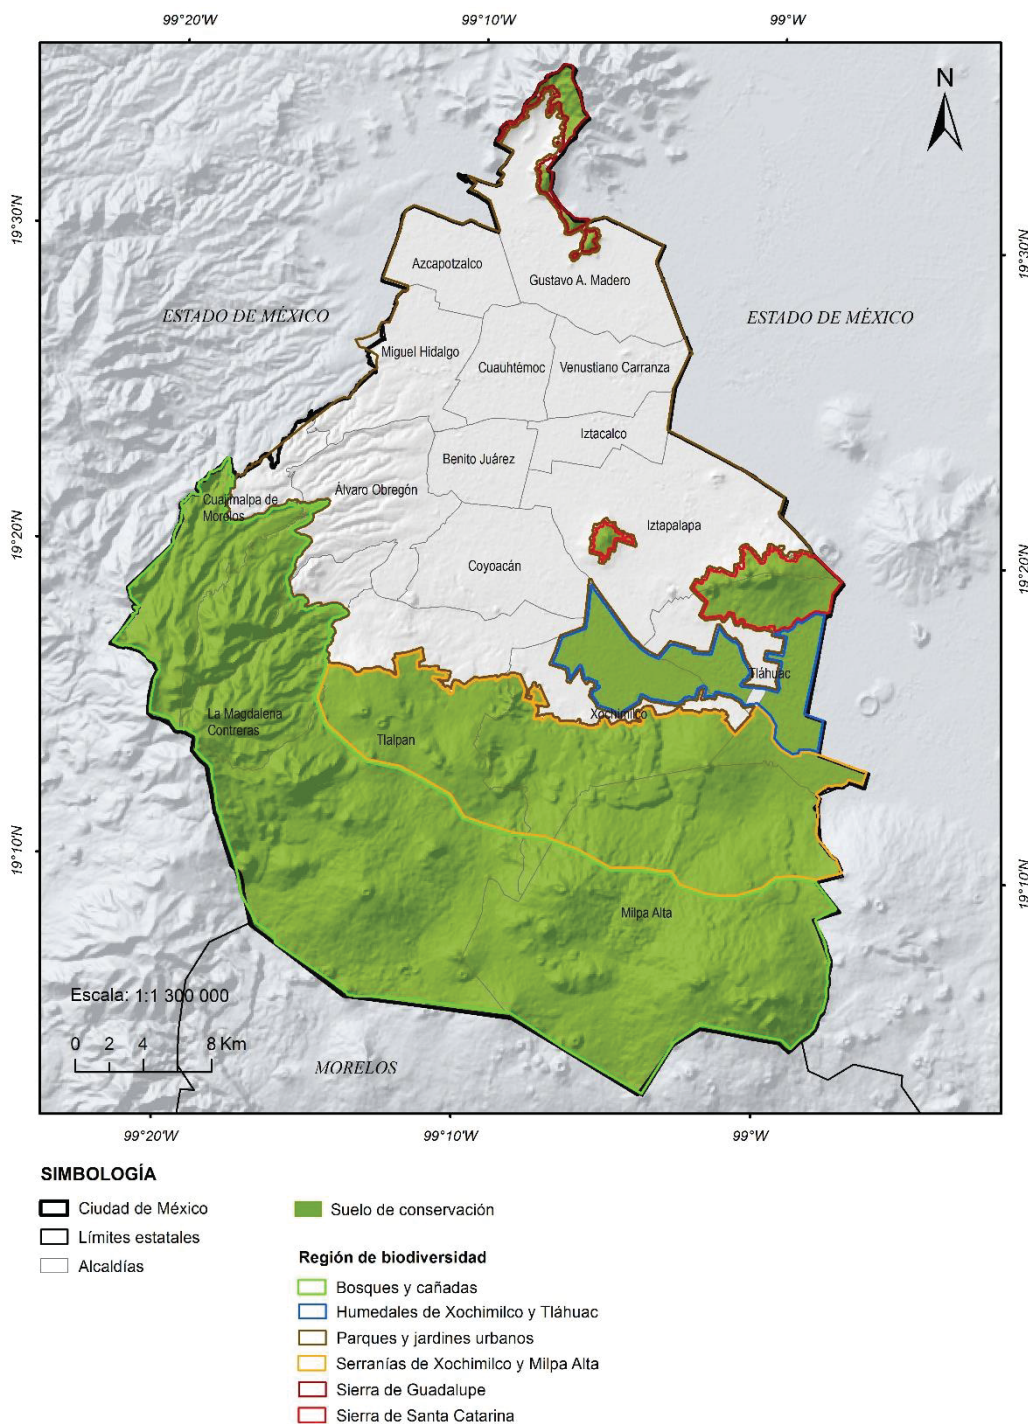 99°20'W
99°10'W
99°W
N
19°30'N
19°30'N
Azcapotzalco
Gustavo A. Madero
ESTADO DE MÉXICO
ESTADO DE MÉXICO
Miguel Hidalgo
Cuauhtémoc
Venustiano Carranza
Iztacalco
Benito Juárez
Cuajimalpa de
Morelos
Álvaro Obregón
Iztapalapa
19°20'N
19°20'N
Coyoacán
Tláhuac
La Magdalena
Contreras
Xochimilco
Tlalpan
19°10'N
19°10'N
Milpa Alta
Escala: 1:1 300 000
0 2 4 8 Km
MORELOS
99°20'W
99°10'W
99°W
SIMBOLOGÍA
Ciudad de México
Límites estatales
Alcaldías
Suelo de conservación
Región de biodiversidad
Bosques y cañadas
Humedales de Xochimilco y Tláhuac
Parques y jardines urbanos
Serranías de Xochimilco y Milpa Alta
Sierra de Guadalupe
Sierra de Santa Catarina